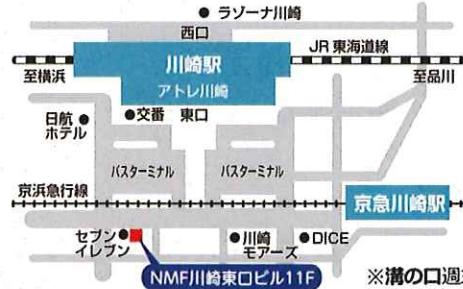 ラゾーナ川崎
西口
JR 東海道線
川崎駅
至横浜
至品川
アトレ川崎
交番
東口
日航
ホテル
バスターミナル
バスターミナル
京浜急行線
京急川崎駅
セブン
イレブン
川崎
モアーズ
DICE
NMF川崎東口ビル11F
※溝の口週